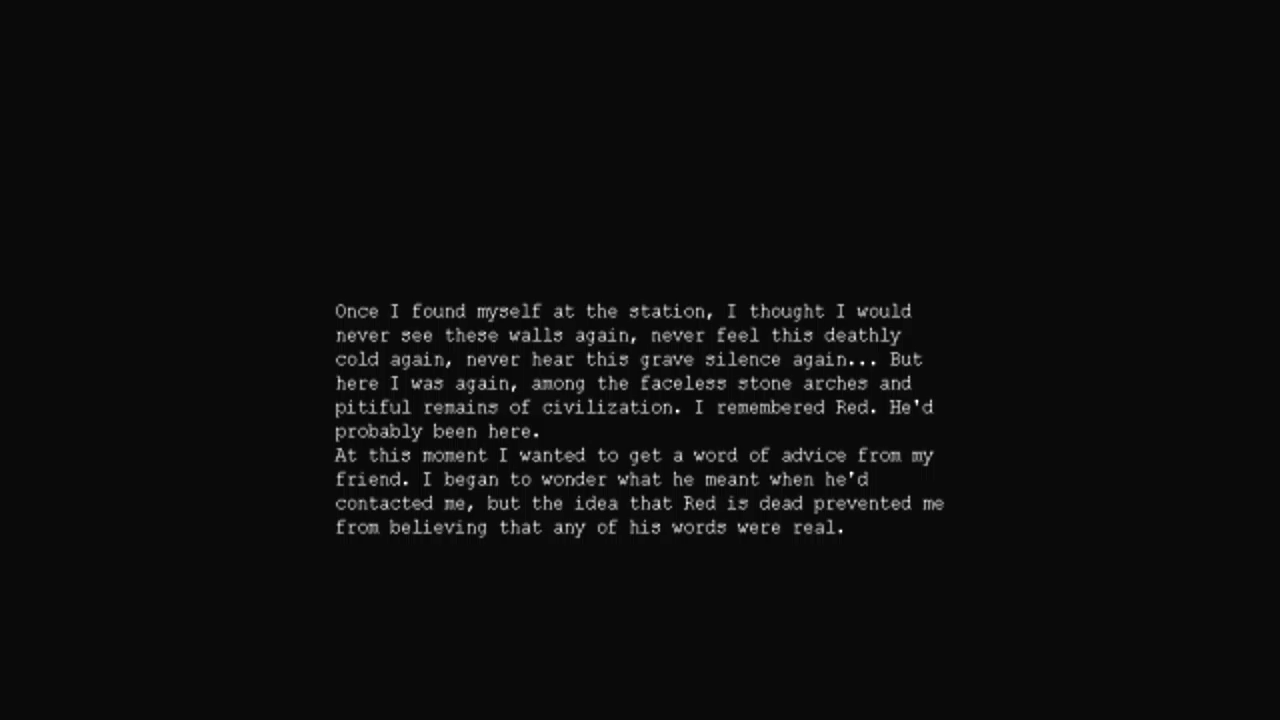 Once I found myself at the station, I thought I would
never see these walls again, never feel this deathly
cold again, never hear this grave silence again... But
here I was again, among the faceless stone arches and
pitiful remains of civilization. I remembered Red. He'd
probably been here.
At this moment I wanted to get a word of advice from my
friend. I began to wonder what he meant when he'd
contacted me, but the idea that Red is dead prevented me
from believing that any of his words were real.